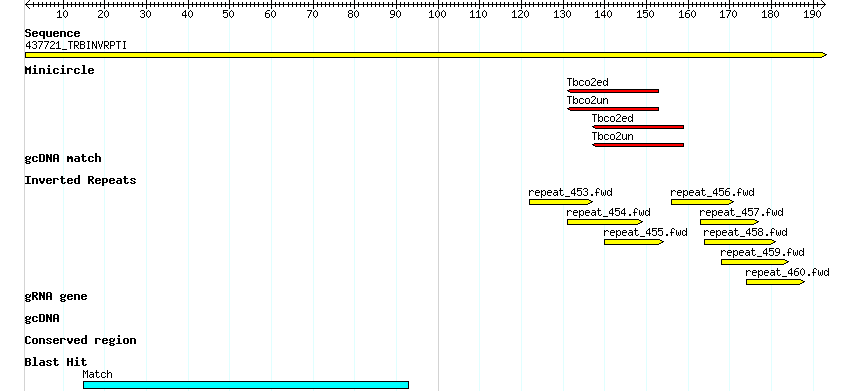 10 20 30 40 50 60 70 80 90 100 110 120 130 140 150 160 170 180 190
Sequence
437721_TRBINVRPTI
Minicircle
Tbco2ed
Tbco2un
Tbco2ed
Tbco2un
gcDNA match
Inverted Repeats
repeat_453.fwd repeat_456.fwd
repeat_454.fwd repeat_457.fwd
repeat_455.fwd repeat_458.fwd
repeat_459.fwd
repeat_460.fwd
gRNA gene
gcDNA
Conserved region
Blast Hit
Match